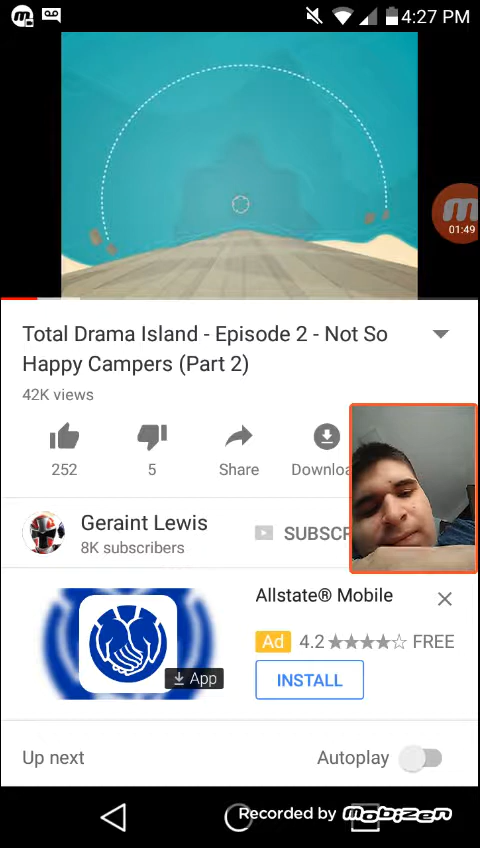 4:27 PM
01:49
Total Drama Island - Episode 2 - Not So
Happy Campers (Part 2)
42K views
252
5
Share
Downloa
Geraint Lewis
8K subscribers
SUBSCR
Allstate® Mobile
Ad 4.2 FREE
App
INSTALL
Up next
Autoplay
Recorded by Mobizen